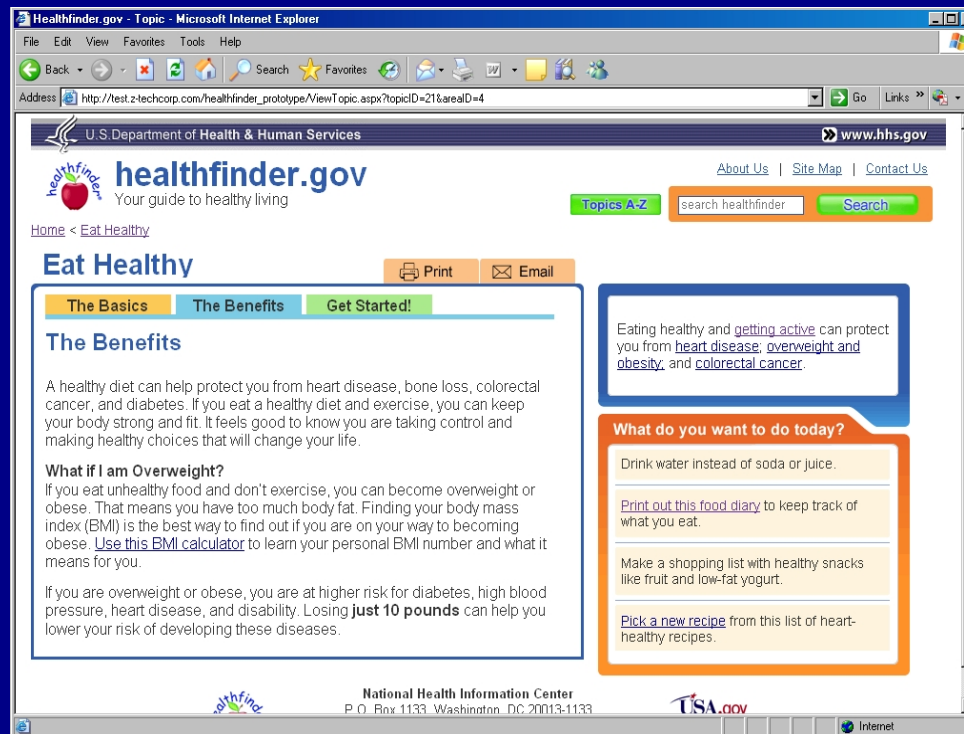 Healthfinder.gov - Topic - Microsoft Internet Explorer
File Edit View Favorites Tools Help
Back Search Favorites
Address http://test.z-techcorp.com/healthfinder_prototype/ViewTopic.aspx?topicID=21&areaID=4 Go Links »
U.S.Department of Health & Human Services www.hhs.gov
healthfinder
healthfinder.gov
Your guide to healthy living
About Us | Site Map | Contact Us
Topics A-Z search healthfinder Search
Home < Eat Healthy
Eat Healthy
Print Email
The Basics The Benefits Get Started!
The Benefits
A healthy diet can help protect you from heart disease, bone loss, colorectal
cancer, and diabetes. If you eat a healthy diet and exercise, you can keep
your body strong and fit. It feels good to know you are taking control and
making healthy choices that will change your life.
What if I am Overweight?
If you eat unhealthy food and don't exercise, you can become overweight or
obese. That means you have too much body fat. Finding your body mass
index (BMI) is the best way to find out if you are on your way to becoming
obese. Use this BMI calculator to learn your personal BMI number and what it
means for you.
If you are overweight or obese, you are at higher risk for diabetes, high blood
pressure, heart disease, and disability. Losing just 10 pounds can help you
lower your risk of developing these diseases.
Eating healthy and getting active can protect
you from heart disease; overweight and
obesity; and colorectal cancer.
What do you want to do today?
Drink water instead of soda or juice.
Print out this food diary to keep track of
what you eat.
Make a shopping list with healthy snacks
like fruit and low-fat yogurt.
Pick a new recipe from this list of heart-
healthy recipes.
healthfinder
National Health Information Center
P.O. Box 1133, Washington, DC 20013-1133
USA.gov
Internet